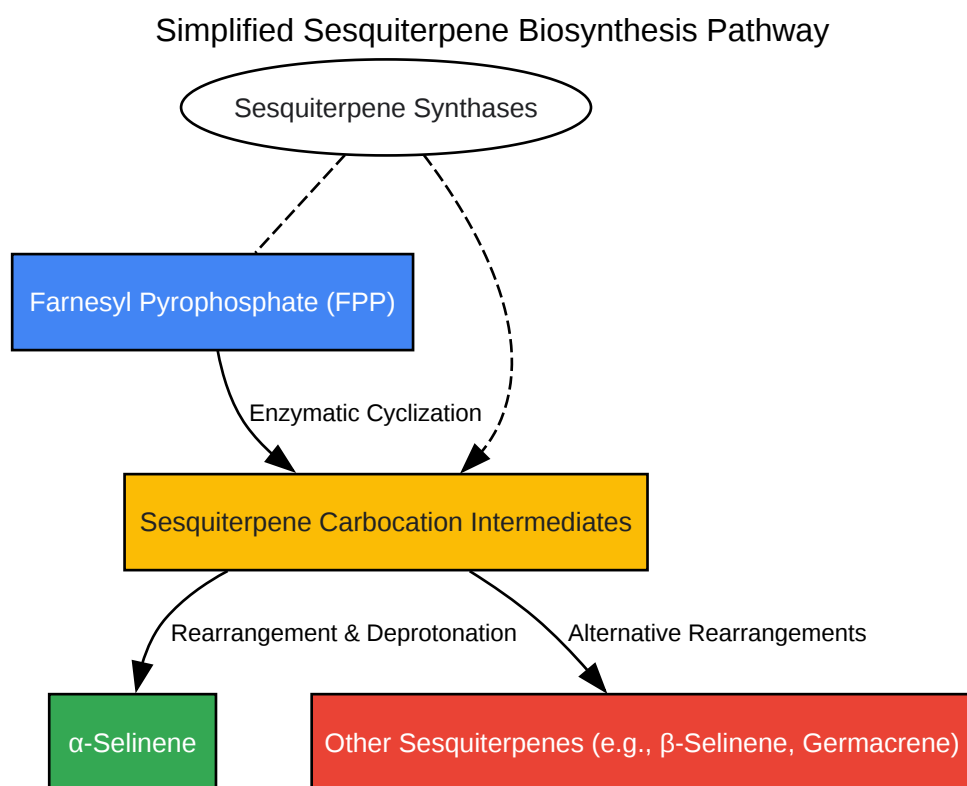 Simplified Sesquiterpene Biosynthesis Pathway
Sesquiterpene Synthases
Farnesyl Pyrophosphate (FPP)
Enzymatic Cyclization
Sesquiterpene Carbocation Intermediates
Rearrangement & Deprotonation
Alternative Rearrangements
α-Selinene
Other Sesquiterpenes (e.g., β-Selinene, Germacrene)